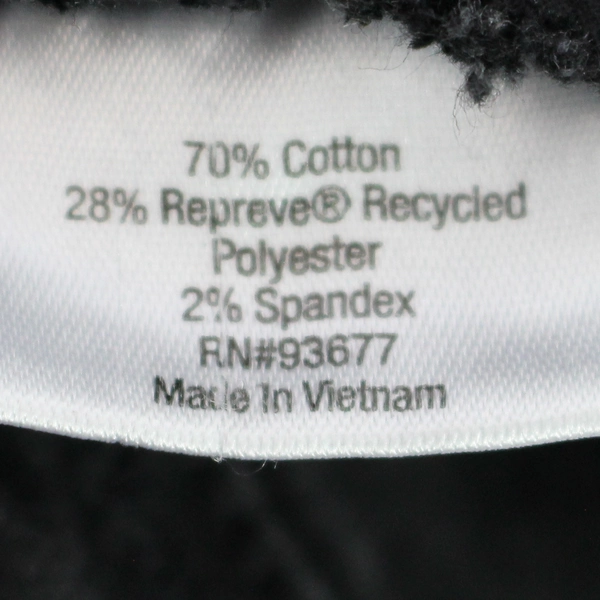 70% Cotton
28% Repreve® Recycled
Polyester
2% Spandex
RN#93677
Made In Vietnam